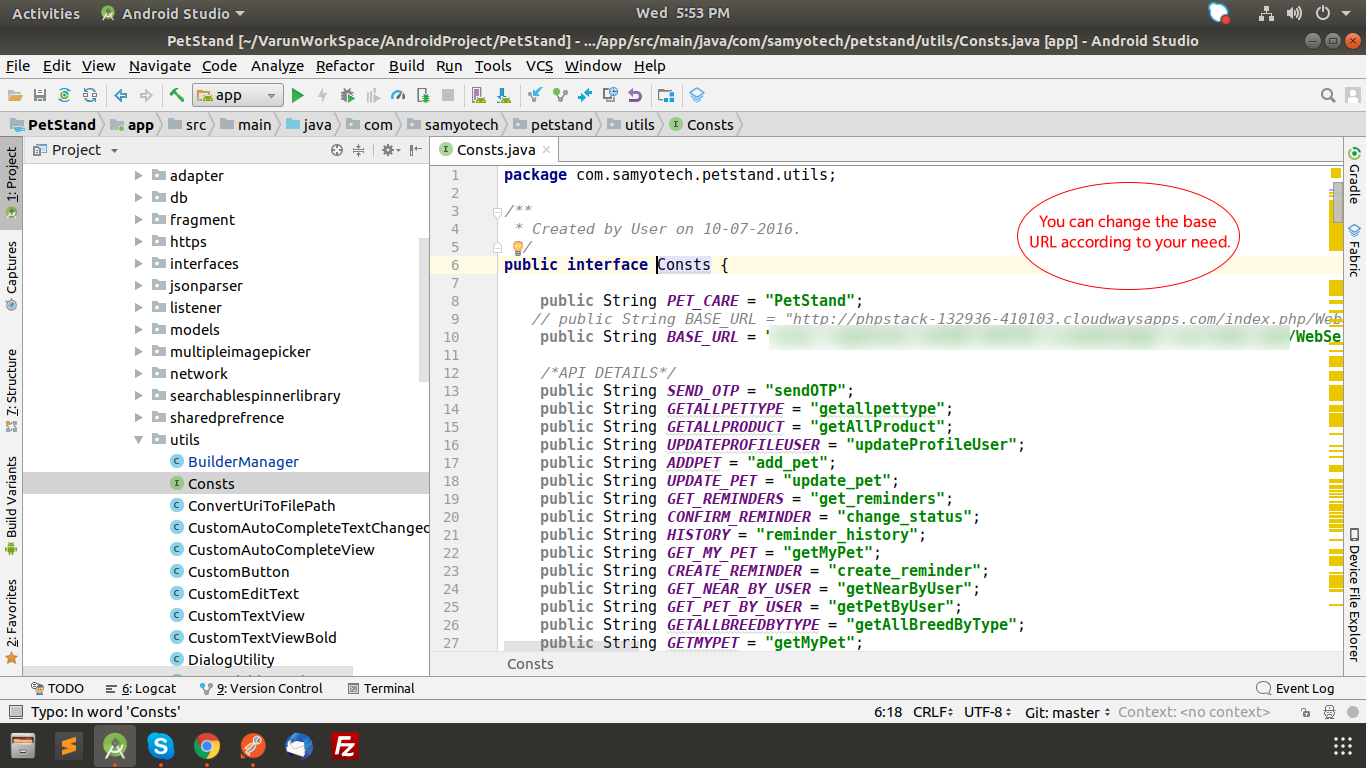 Activities Android Studio Wed 5:53 PM
PetStand [~/VarunWorkSpace/AndroidProject/PetStand] - .../app/src/main/java/com/samyotech/petstand/utils/Consts.java [app] - Android Studio
File Edit View Navigate Code Analyze Refactor Build Run Tools VCS Window Help
app
PetStand app src main java com samyotech petstand utils Consts
1: Project
Captures
7: Structure
Build Variants
2: Favorites
Project
adapter
db
fragment
https
interfaces
jsonparser
listener
models
multipleimagepicker
network
searchablespinnerlibrary
sharedprefrence
utils
BuilderManager
Consts
ConvertUriToFilePath
CustomAutoCompleteTextChanged
CustomAutoCompleteView
CustomButton
CustomEditText
CustomTextView
CustomTextViewBold
DialogUtility
Consts.java
1 package com.samyotech.petstand.utils;
2
3 /**
4 * Created by User on 10-07-2016.
5 */
6 public interface Consts {
7
8 public String PET_CARE = "PetStand";
9 // public String BASE_URL = "http://phpstack-132936-410103.cloudwaysapps.com/index.php/Web
10 public String BASE_URL = " /WebSe
11
12 /*API DETAILS*/
13 public String SEND_OTP = "sendOTP";
14 public String GETALLPETTYPE = "getallpettype";
15 public String GETALLPRODUCT = "getAllProduct";
16 public String UPDATEPROFILEUSER = "updateProfileUser";
17 public String ADDPET = "add_pet";
18 public String UPDATE_PET = "update_pet";
19 public String GET_REMINDERS = "get_reminders";
20 public String CONFIRM_REMINDER = "change_status";
21 public String HISTORY = "reminder_history";
22 public String GET_MY_PET = "getMyPet";
23 public String CREATE_REMINDER = "create_reminder";
24 public String GET_NEAR_BY_USER = "getNearByUser";
25 public String GET_PET_BY_USER = "getPetByUser";
26 public String GETALLBREEDBYTYPE = "getAllBreedByType";
27 public String GETMYPET = "getMyPet";
You can change the base
URL according to your need.
Consts
Gradle
Fabric
Device File Explorer
TODO 6: Logcat 9: Version Control Terminal Event Log
Typo: In word 'Consts' 6:18 CRLF UTF-8 Git: master Context: <no context>